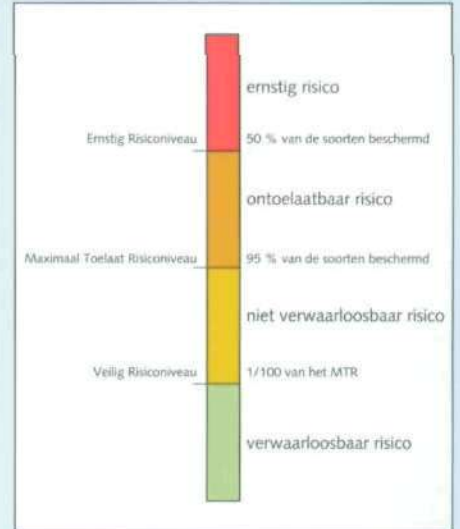 ernstig risico
Ernstig Risiconiveau 50 % van de soorten beschermd
ontoelaatbaar risico
Maximaal Toelaat Risiconiveau 95 % van de soorten beschermd
niet verwaarloosbaar risico
Veilig Risiconiveau 1/100 van het MTR
verwaarloosbaar risico